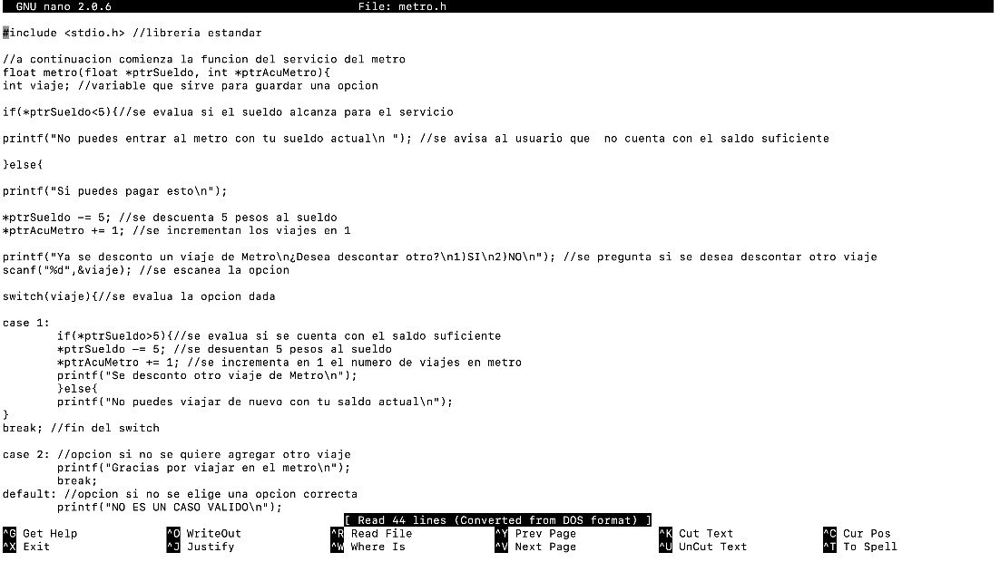 GNU nano 2.0.6 File: metro.h
#include <stdio.h> //libreria estandar
//a continuacion comienza la funcion del servicio del metro
float metro(float *ptrSueldo, int *ptrAcuMetro){
int viaje; //variable que sirve para guardar una opcion
if(*ptrSueldo<5){//se evalua si el sueldo alcanza para el servicio
printf("No puedes entrar al metro con tu sueldo actual\n "); //se avisa al usuario que  no cuenta con el saldo suficiente
}else{
printf("Si puedes pagar esto\n");
*ptrSueldo -= 5; //se descuenta 5 pesos al sueldo
*ptrAcuMetro += 1; //se incrementan los viajes en 1
printf("Ya se desconto un viaje de Metro\n¿Desea descontar otro?\n1)SI\n2)NO\n"); //se pregunta si se desea descontar otro viaje
scanf("%d",&viaje); //se escanea la opcion
switch(viaje){//se evalua la opcion dada
case 1:
if(*ptrSueldo>5){//se evalua si se cuenta con el saldo suficiente
*ptrSueldo -= 5; //se desuentan 5 pesos al sueldo
*ptrAcuMetro += 1; //se incrementa en 1 el numero de viajes en metro
printf("Se desconto otro viaje de Metro\n");
}else{
printf("No puedes viajar de nuevo con tu saldo actual\n");
}
break; //fin del switch
case 2: //opcion si no se quiere agregar otro viaje
printf("Gracias por viajar en el metro\n");
break;
default: //opcion si no se elige una opcion correcta
printf("NO ES UN CASO VALIDO\n");
[ Read 44 lines (Converted from DOS format) ]
^G Get Help ^O WriteOut ^R Read File ^Y Prev Page ^K Cut Text ^C Cur Pos
^X Exit ^J Justify ^W Where Is ^V Next Page ^U UnCut Text ^T To Spell